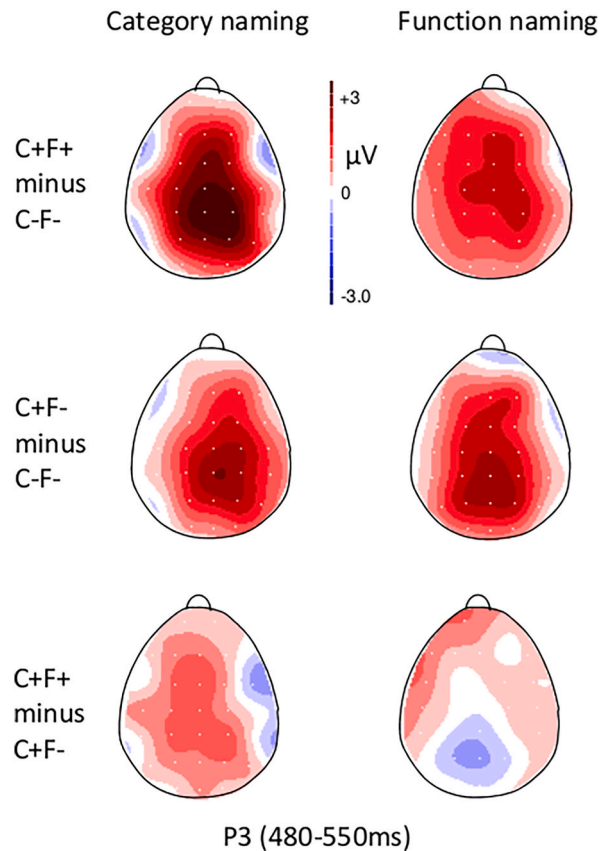 Category naming
Function naming
C+F+
minus
C-F-
+3
μV
0
-3.0
C+F-
minus
C-F-
C+F+
minus
C+F-
P3 (480-550ms)